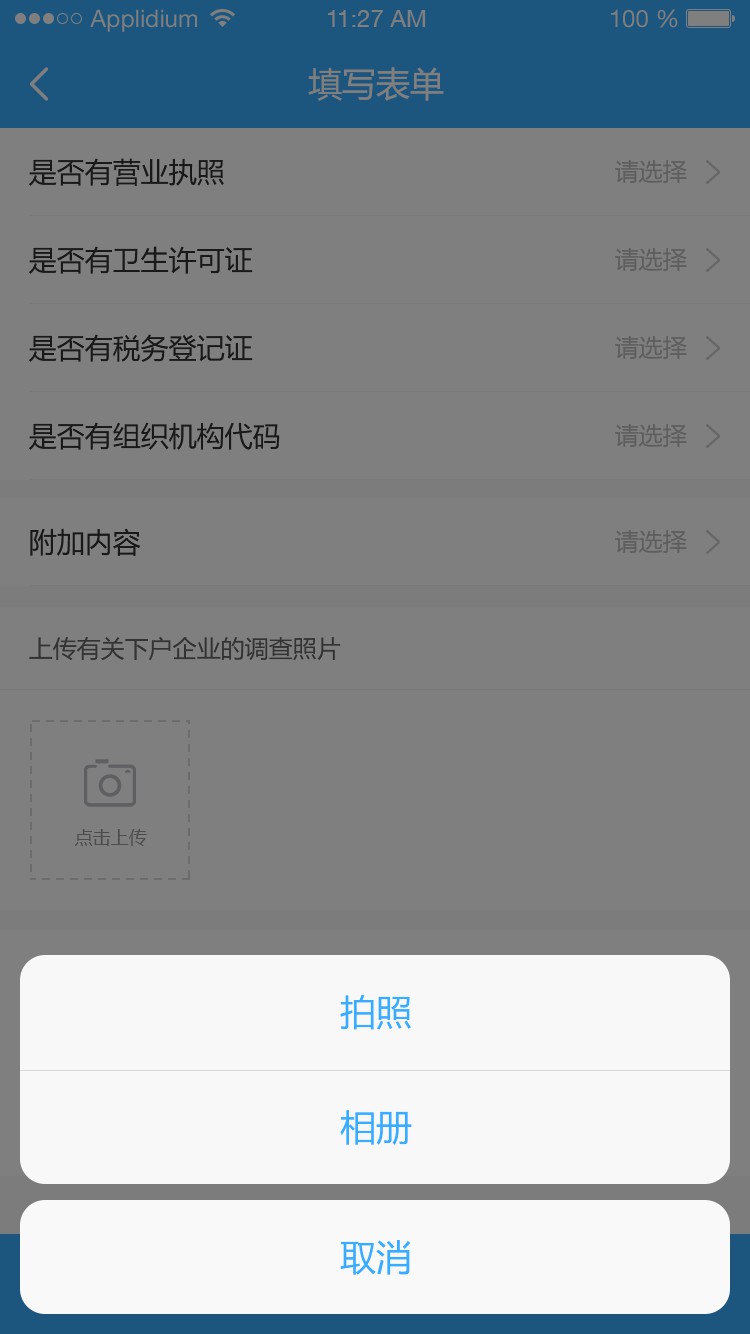 Applidium 11:27 AM 100 %
填写表单
是否有营业执照 请选择
是否有卫生许可证 请选择
是否有税务登记证 请选择
是否有组织机构代码 请选择
附加内容 请选择
上传有关下户企业的调查照片
点击上传
拍照
相册
取消